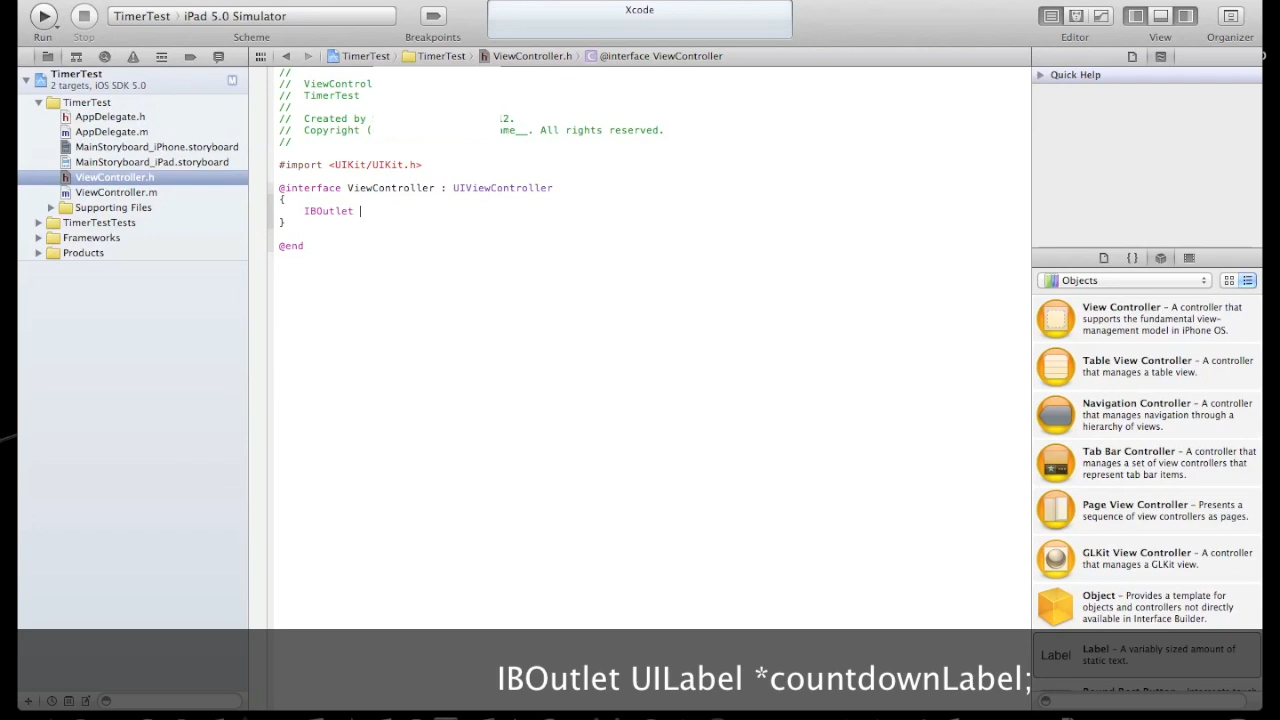 Xcode
TimerTest › iPad 5.0 Simulator
Run
Stop
Scheme
Breakpoints
Editor
View
Organizer
TimerTest
TimerTest
ViewController.h
@interface ViewController
TimerTest
2 targets, iOS SDK 5.0
M
TimerTest
AppDelegate.h
AppDelegate.m
MainStoryboard_iPhone.storyboard
MainStoryboard_iPad.storyboard
ViewController.h
ViewController.m
Supporting Files
TimerTestTests
Frameworks
Products
//
// ViewControl
// TimerTest
//
// Created by 12.
// Copyright ( ame__. All rights reserved.
//
#import <UIKit/UIKit.h>
@interface ViewController : UIViewController
{
IBOutlet
}
@end
Quick Help
{ }
Objects
View Controller – A controller that
supports the fundamental view-
management model in iPhone OS.
Table View Controller – A controller
that manages a table view.
Navigation Controller – A controller
that manages navigation through a
hierarchy of views.
Tab Bar Controller – A controller
that manages a set of view controllers that
represent tab bar items.
Page View Controller – Presents a
sequence of view controllers as pages.
GLKit View Controller – A controller
that manages a GLKit view.
Object – Provides a template for
objects and controllers not directly
available in Interface Builder.
Label
Label – A variably sized amount of
static text.
IBOutlet UILabel *countdownLabel;